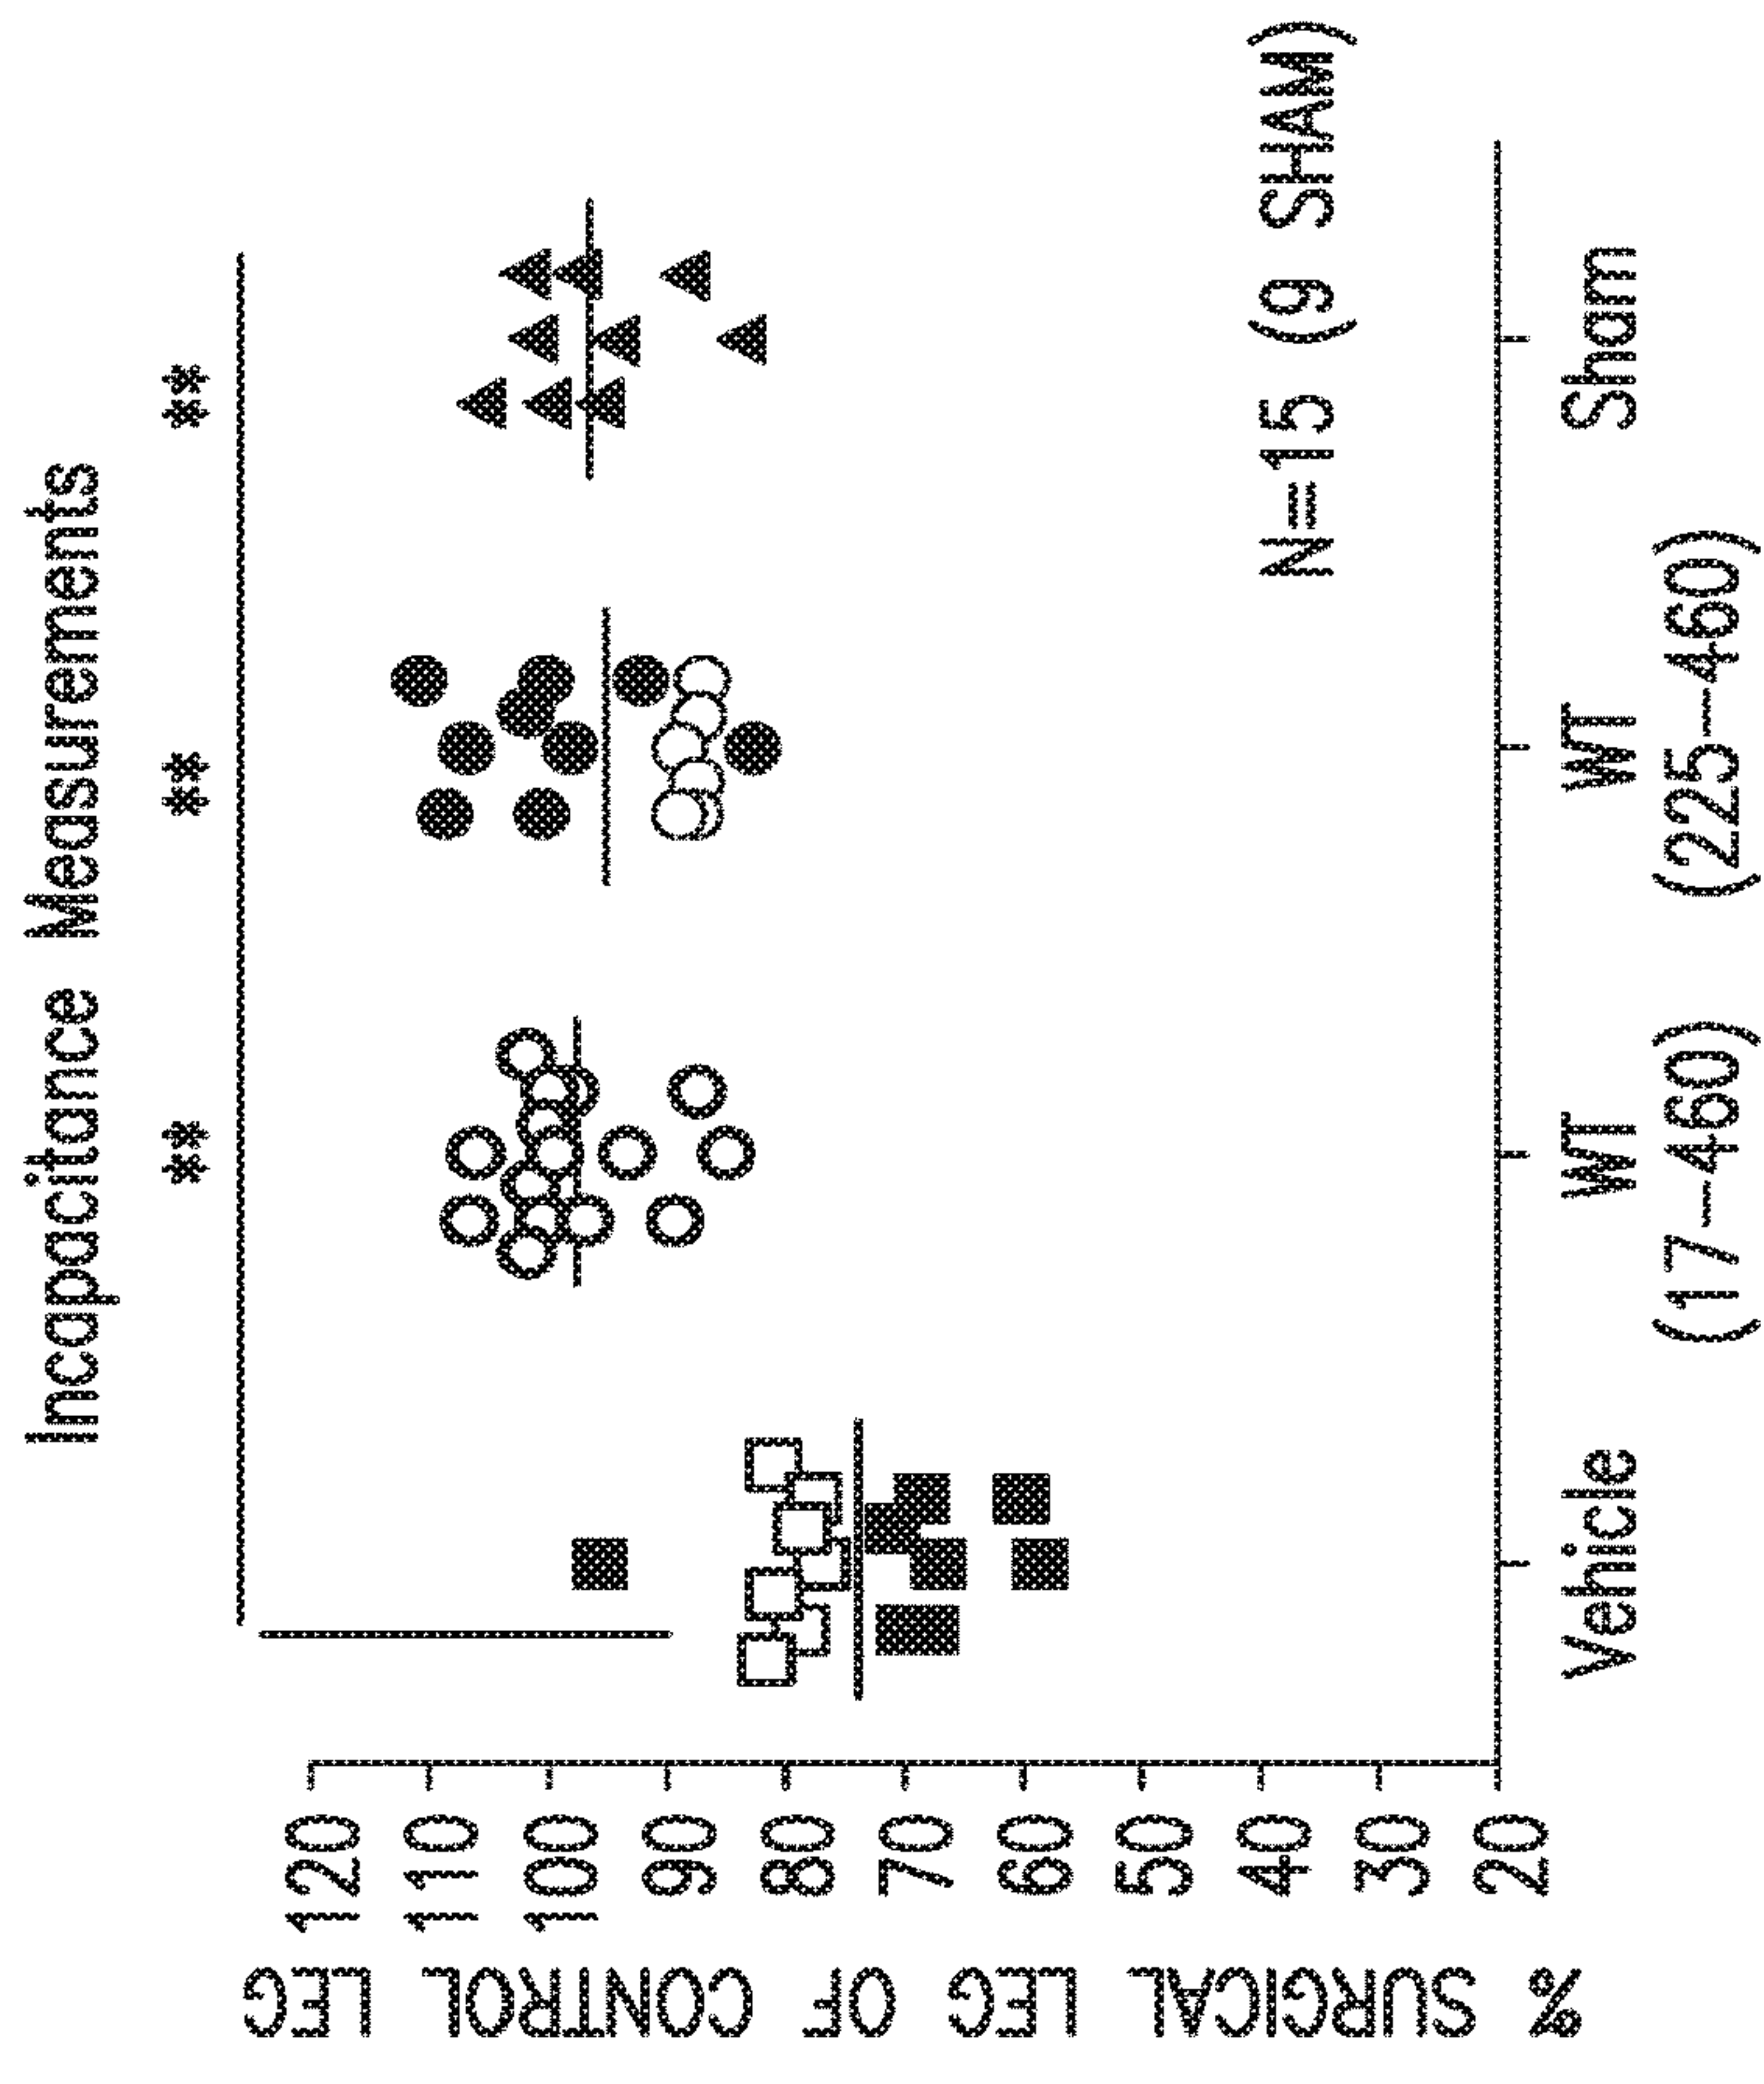 Incapacitance Measurements
** ** **
% SURGICAL LEG OF CONTROL LEG
120
110
100
90
80
70
60
50
40
30
20
N=15 (9 SHAM)
Vehicle WT WT Sham
(17-460) (225-460)